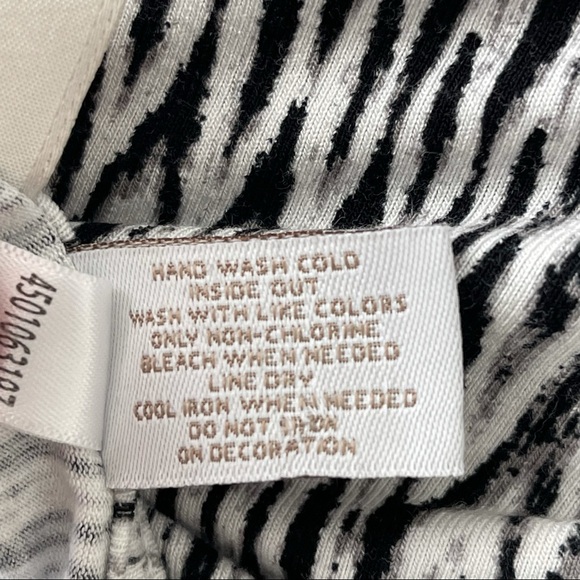 HAND WASH COLD
INSIDE OUT
WASH WITH LIKE COLORS
ONLY NON-CHLORINE
BLEACH WHEN NEEDED
LINE DRY
COOL IRON WHEN NEEDED
DO NOT IRON
ON DECORATION